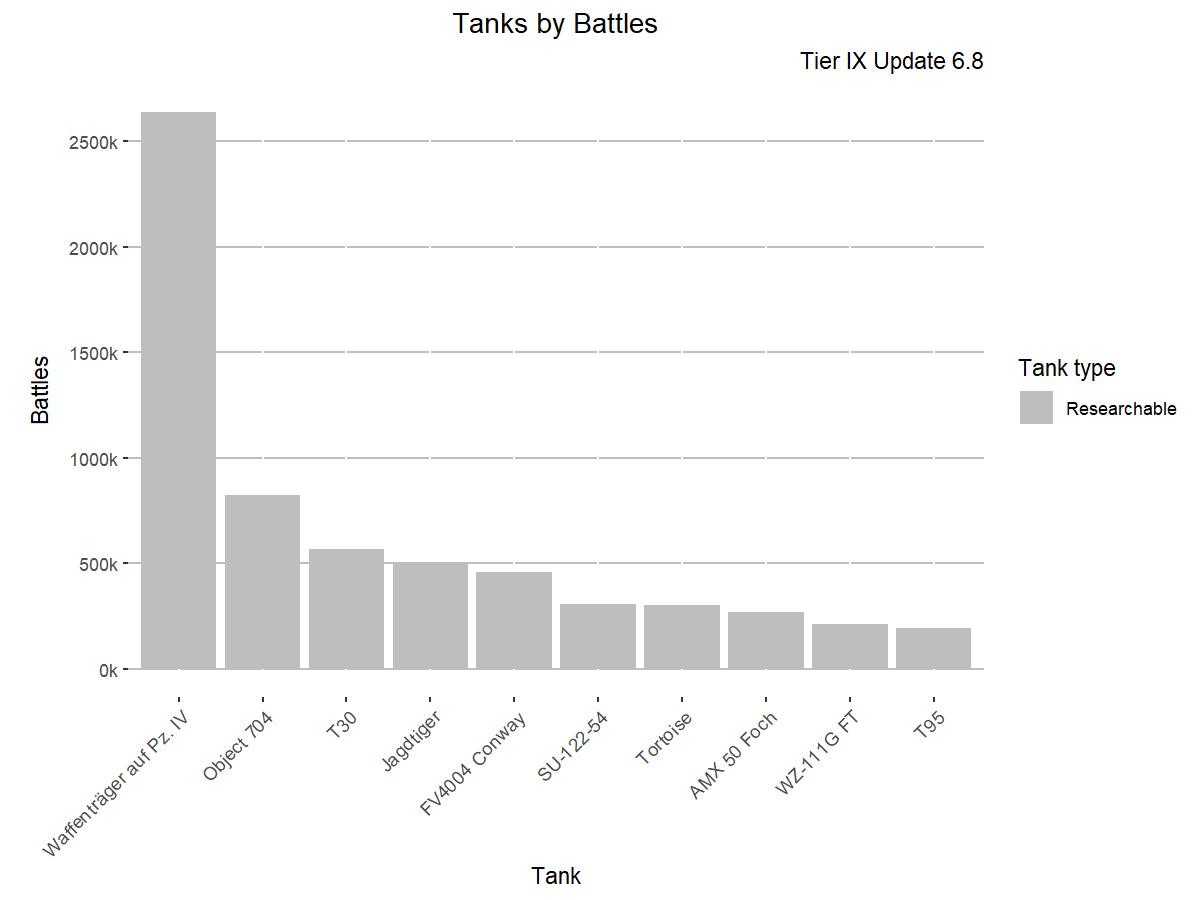 Tanks by Battles
Tier IX Update 6.8
2500k
2000k
1500k
1000k
500k
0k
Battles
Waffenträger auf Pz. IV
Object 704
T30
Jagdtiger
FV4004 Conway
SU-122-54
Tortoise
AMX 50 Foch
WZ-111G FT
T95
Tank
Tank type
Researchable